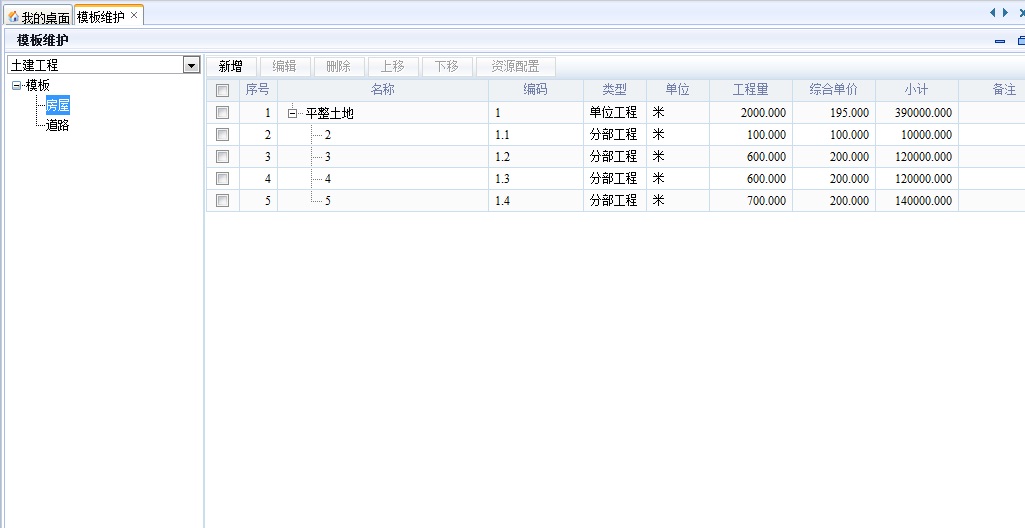 我的桌面 模板维护
模板维护
土建工程
模板
房屋
道路
新增 编辑 删除 上移 下移 资源配置
序号 名称 编码 类型 单位 工程量 综合单价 小计 备注
1 平整土地 1 单位工程 米 2000.000 195.000 390000.000
2 2 1.1 分部工程 米 100.000 100.000 10000.000
3 3 1.2 分部工程 米 600.000 200.000 120000.000
4 4 1.3 分部工程 米 600.000 200.000 120000.000
5 5 1.4 分部工程 米 700.000 200.000 140000.000